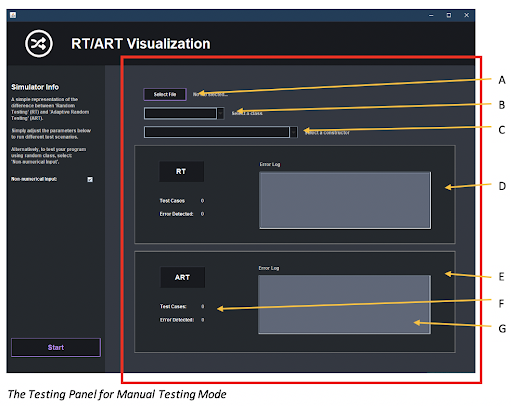 RT/ART Visualization
Simulator Info
A simple representation of the
difference between 'Random
Testing' (RT) and 'Adaptive Random
Testing' (ART).
Simply adjust the parameters below
to run different test scenarios.
Alternatively, to test your program
using random class, select:
'Non-numerical Input'.
Non-numerical Input:
Start
Select File
No file selected...
Select a class
Select a constructor
RT
Test Cases 0
Error Detected: 0
Error Log
ART
Test Cases: 0
Error Detected: 0
Error Log
A
B
C
D
E
F
G
The Testing Panel for Manual Testing Mode